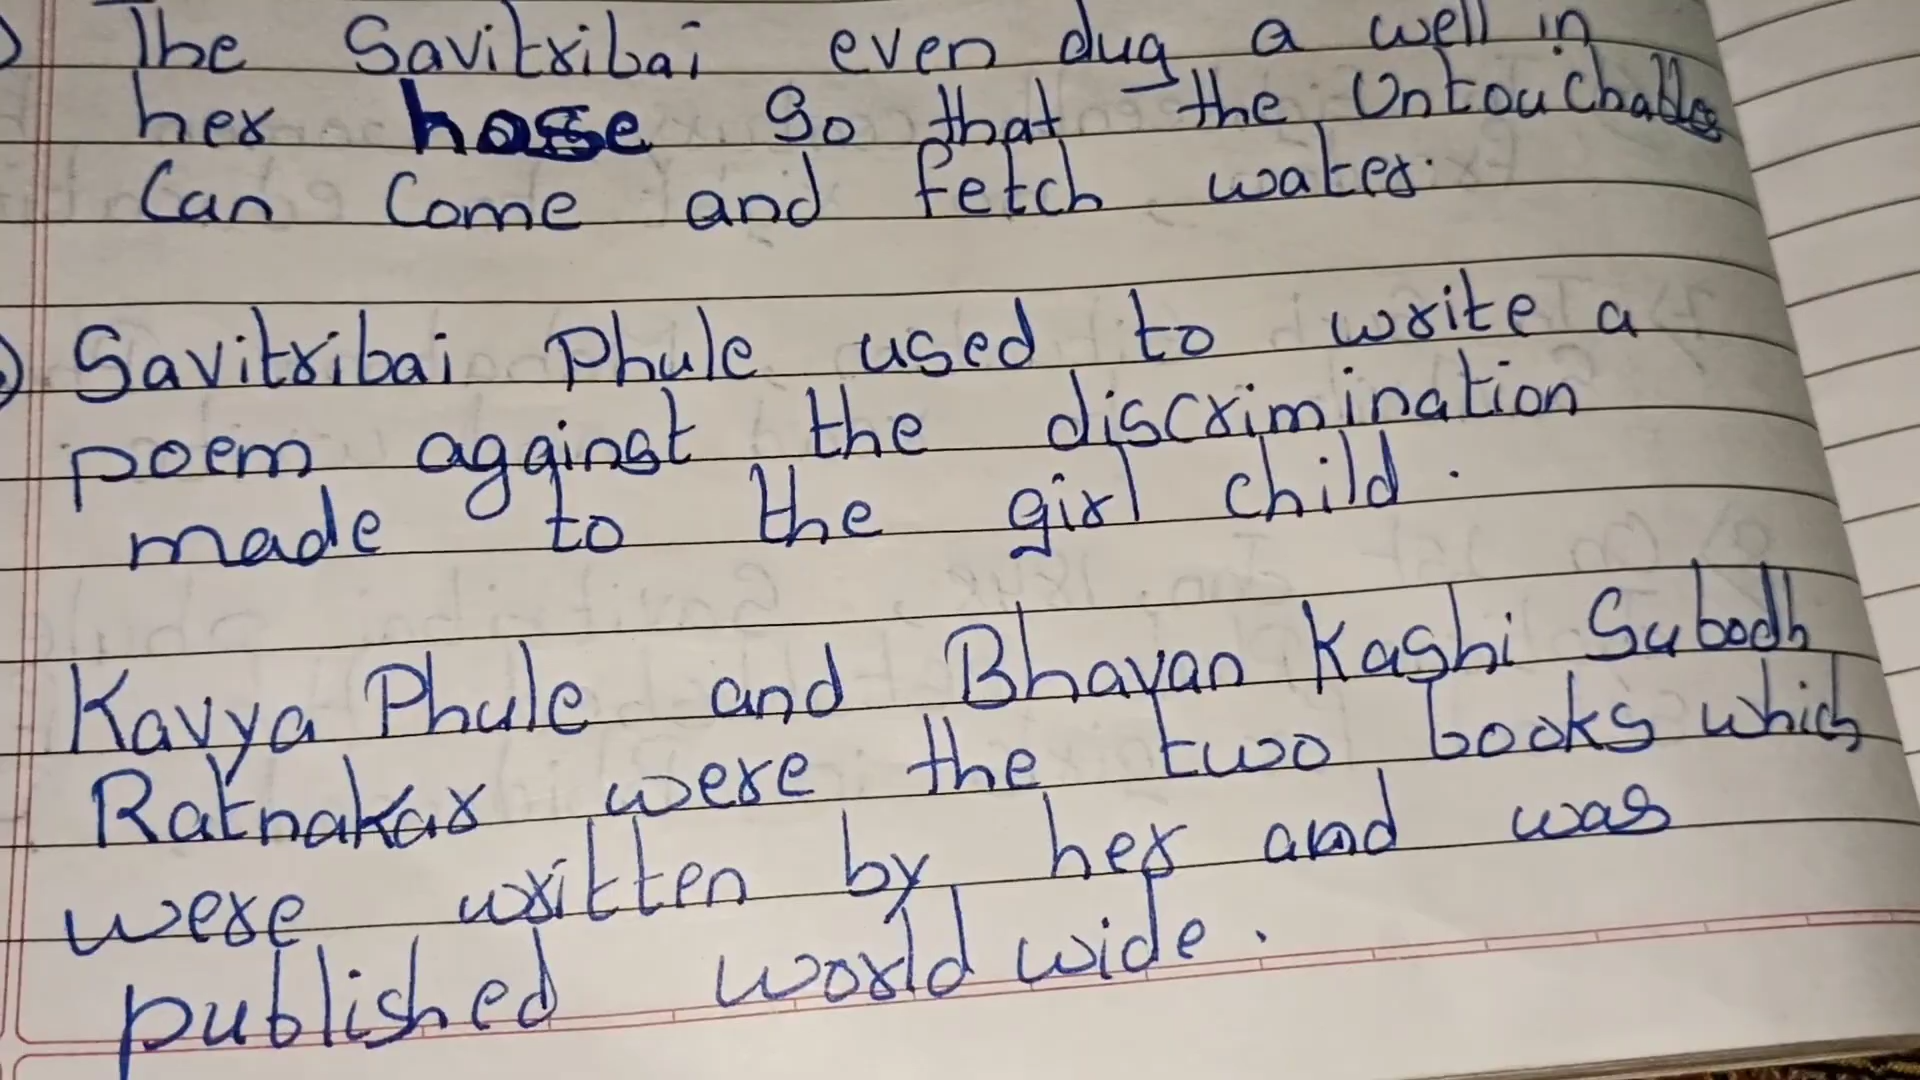 The Savitribai even dug a well in
her house so that the Untouchables
Can Come and fetch water.
Savitribai Phule used to write a
poem against the discrimination
made to the girl child.
Kavya Phule and Bhavan Kashi Subodh
Ratnakar were the two books which
were written by her and was
published world wide.